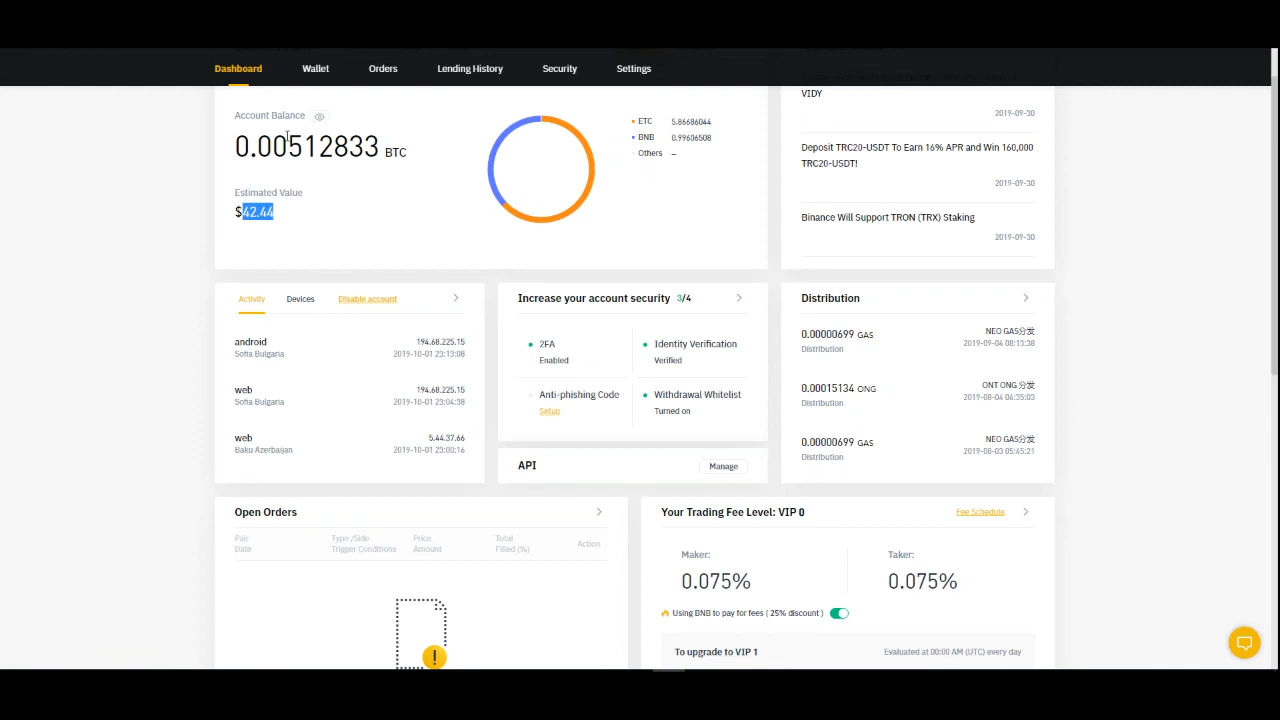 Dashboard Wallet Orders Lending History Security Settings
Account Balance
0.00512833 BTC
Estimated Value
$42.44
ETC 5.86686044
BNB 0.99606508
Others –
VIDY
2019-09-30
Deposit TRC20-USDT To Earn 16% APR and Win 160,000
TRC20-USDT!
2019-09-30
Binance Will Support TRON (TRX) Staking
2019-09-30
Activity Devices Disable account
android 194.68.225.15
Sofia Bulgaria 2019-10-01 23:13:08
web 194.68.225.15
Sofia Bulgaria 2019-10-01 23:04:38
web 5.44.37.66
Baku Azerbaijan 2019-10-01 23:00:16
Increase your account security 3/4
2FA
Enabled
Identity Verification
Verified
Anti-phishing Code
Setup
Withdrawal Whitelist
Turned on
API Manage
Distribution
0.00000699 GAS NEO GAS分发
Distribution 2019-09-04 08:13:38
0.00015134 ONG ONT ONG 分发
Distribution 2019-08-04 06:35:03
0.00000699 GAS NEO GAS分发
Distribution 2019-08-03 05:45:21
Open Orders
Pair Type /Side Price Total Action
Date Trigger Conditions Amount Filled (%)
Your Trading Fee Level: VIP 0 Fee Schedule
Maker: Taker:
0.075% 0.075%
Using BNB to pay for fees ( 25% discount )
To upgrade to VIP 1 Evaluated at 00:00 AM (UTC) every day